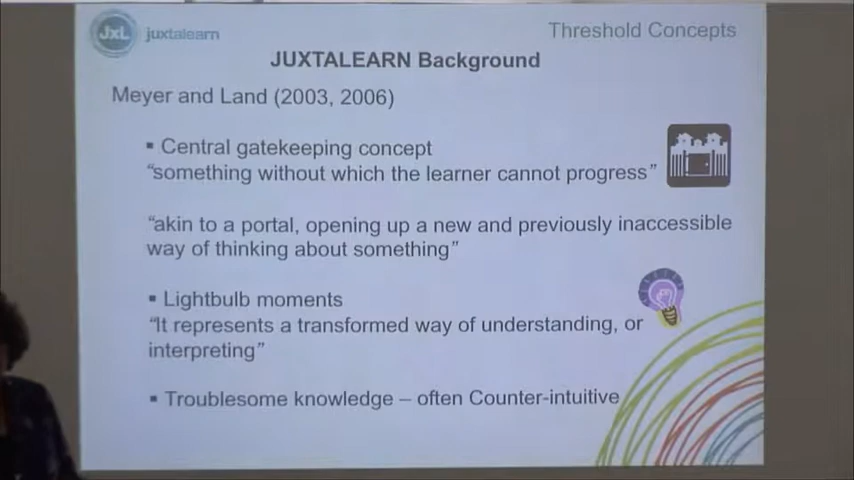 JxL juxtalearn
Threshold Concepts
JUXTALEARN Background
Meyer and Land (2003, 2006)
▪ Central gatekeeping concept
“something without which the learner cannot progress”
“akin to a portal, opening up a new and previously inaccessible
way of thinking about something”
▪ Lightbulb moments
“It represents a transformed way of understanding, or
interpreting”
▪ Troublesome knowledge – often Counter-intuitive